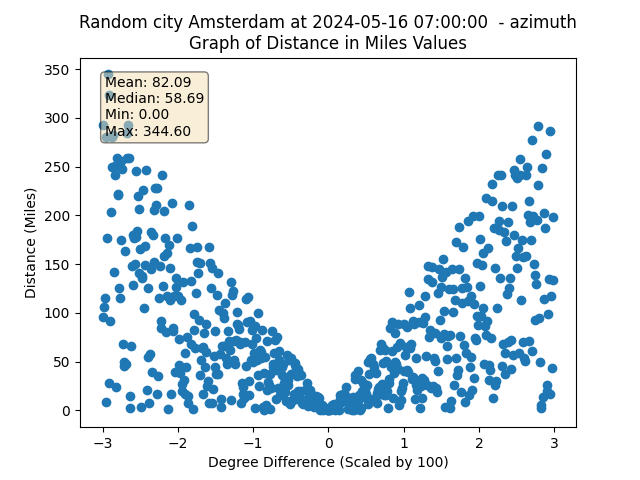 Random city Amsterdam at 2024-05-16 07:00:00  - azimuth
Graph of Distance in Miles Values
Mean: 82.09
Median: 58.69
Min: 0.00
Max: 344.60
350
300
250
200
150
100
50
0
Distance (Miles)
−3 −2 −1 0 1 2 3
Degree Difference (Scaled by 100)